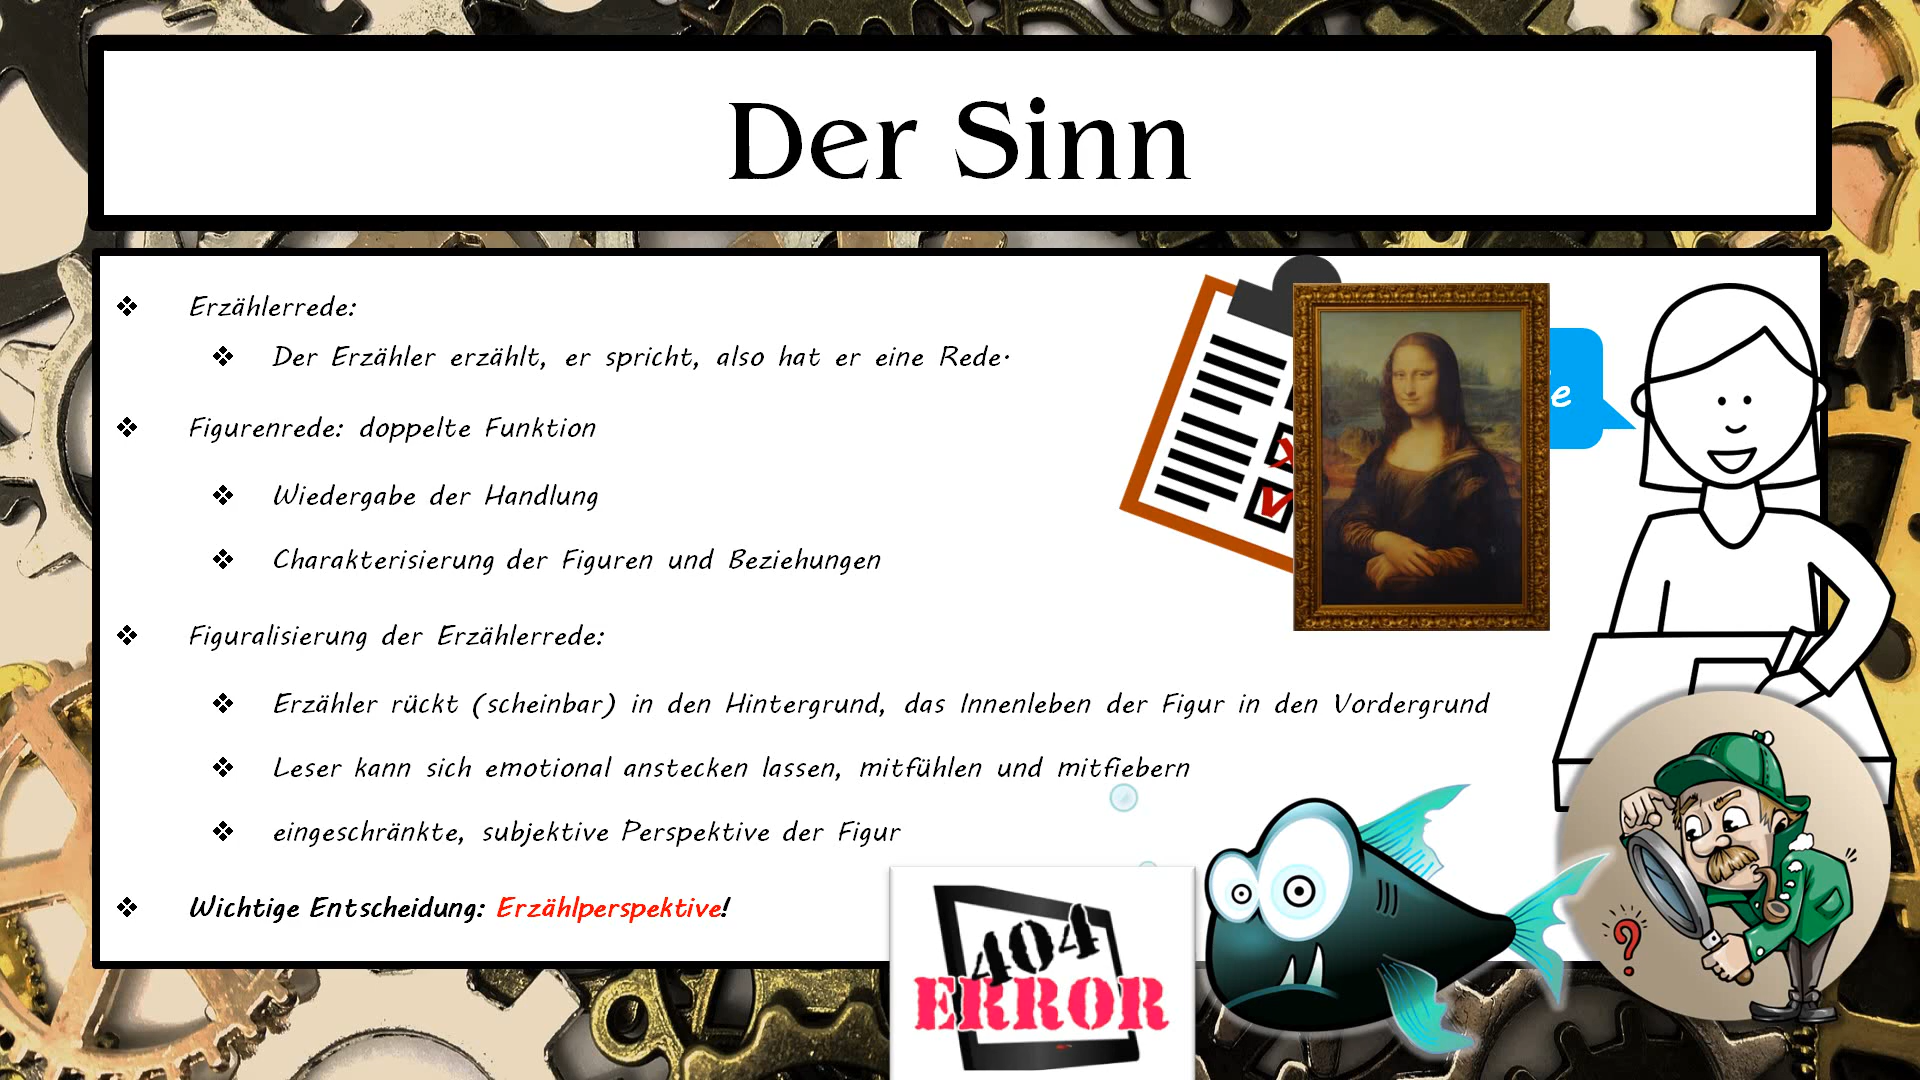 Der Sinn
Erzählerrede:
Der Erzähler erzählt, er spricht, also hat er eine Rede.
Figurenrede: doppelte Funktion
Wiedergabe der Handlung
Charakterisierung der Figuren und Beziehungen
Figuralisierung der Erzählerrede:
Erzähler rückt (scheinbar) in den Hintergrund, das Innenleben der Figur in den Vordergrund
Leser kann sich emotional anstecken lassen, mitfühlen und mitfiebern
eingeschränkte, subjektive Perspektive der Figur
Wichtige Entscheidung: Erzählperspektive!
404
ERROR
?